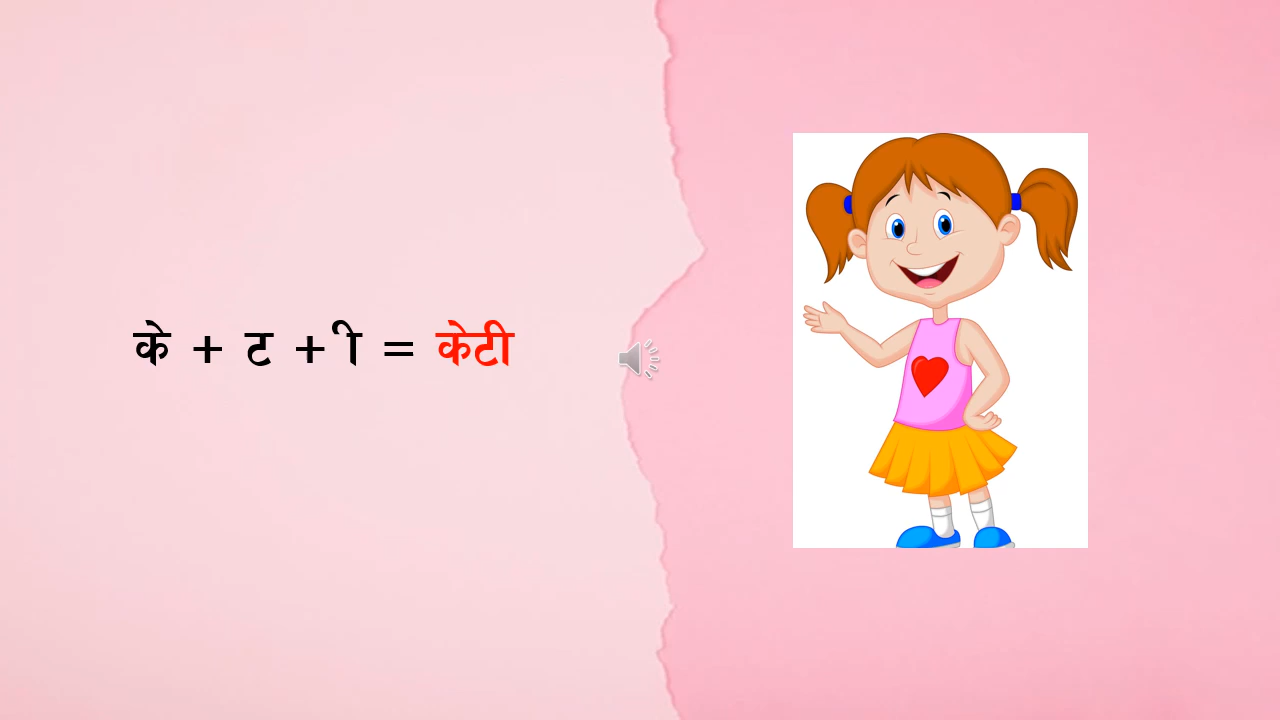 के + ट + ी = केटी